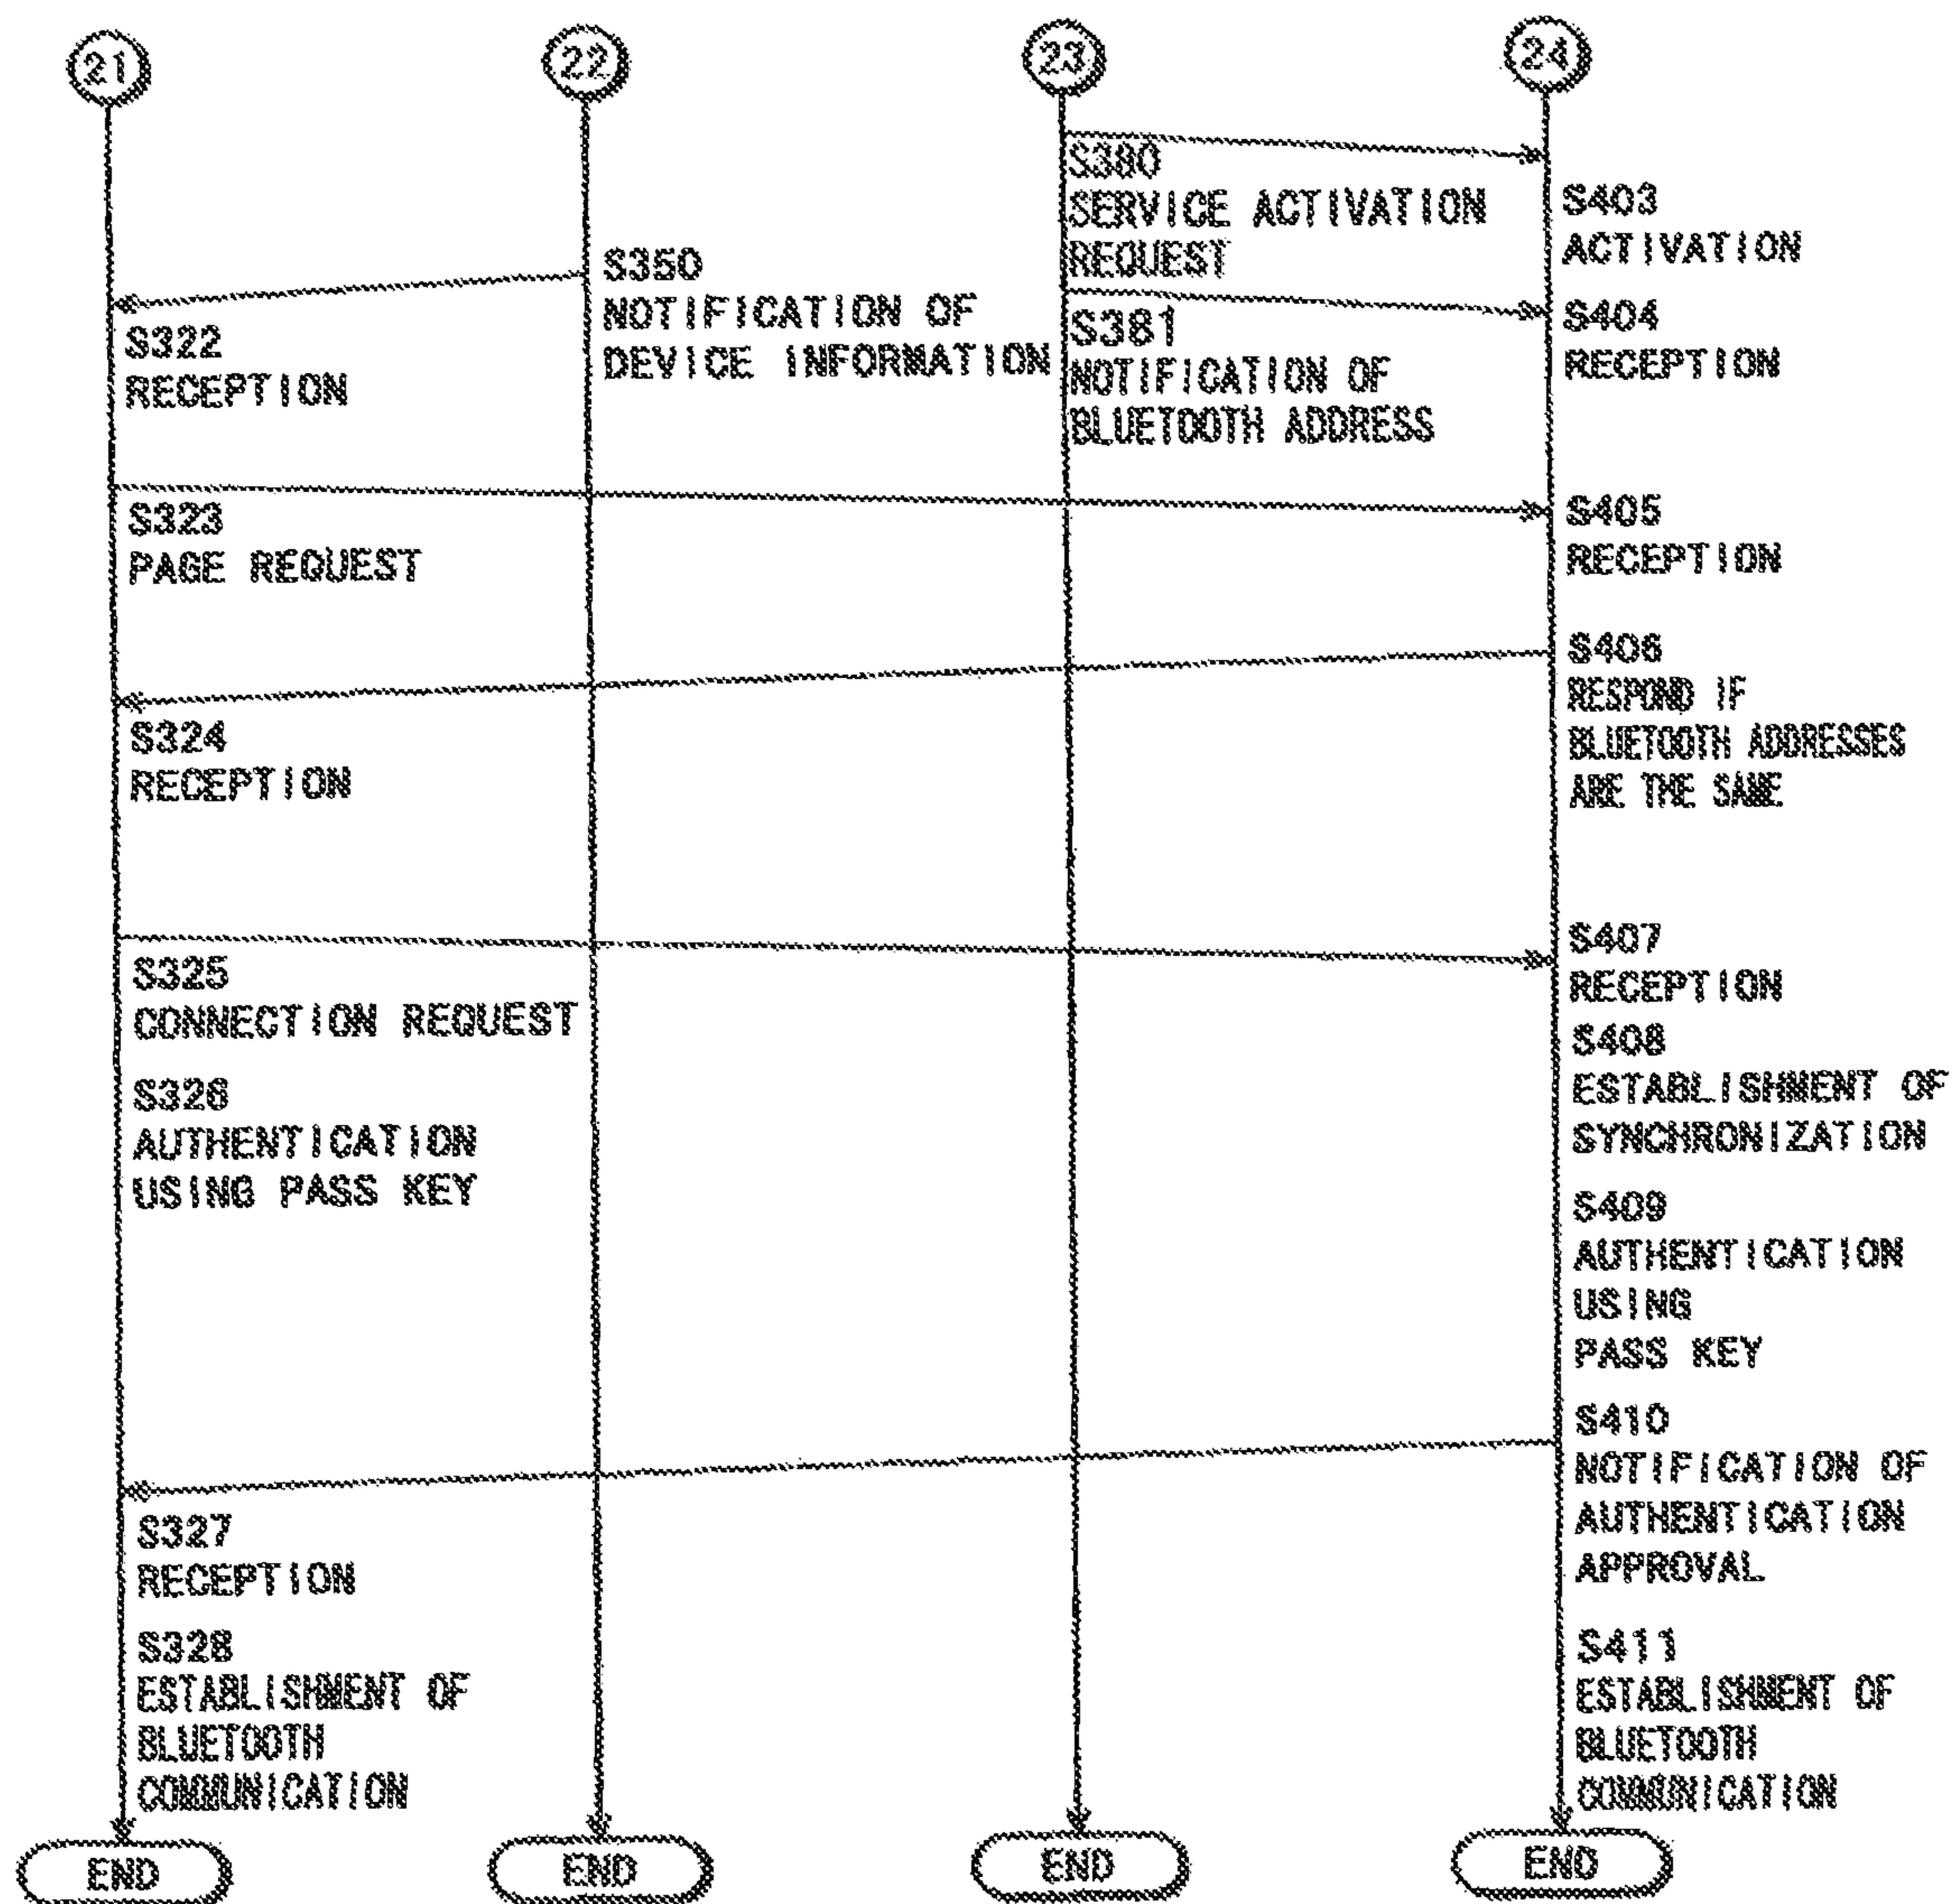 21
22
23
24
S380
SERVICE ACTIVATION
REQUEST
S403
ACTIVATION
S350
NOTIFICATION OF
DEVICE INFORMATION
S322
RECEPTION
S381
NOTIFICATION OF
BLUETOOTH ADDRESS
S404
RECEPTION
S323
PAGE REQUEST
S405
RECEPTION
S406
RESPOND IF
BLUETOOTH ADDRESSES
ARE THE SAME
S324
RECEPTION
S325
CONNECTION REQUEST
S407
RECEPTION
S408
ESTABLISHMENT OF
SYNCHRONIZATION
S326
AUTHENTICATION
USING PASS KEY
S409
AUTHENTICATION
USING
PASS KEY
S410
NOTIFICATION OF
AUTHENTICATION
APPROVAL
S327
RECEPTION
S328
ESTABLISHMENT OF
BLUETOOTH
COMMUNICATION
S411
ESTABLISHMENT OF
BLUETOOTH
COMMUNICATION
END
END
END
END